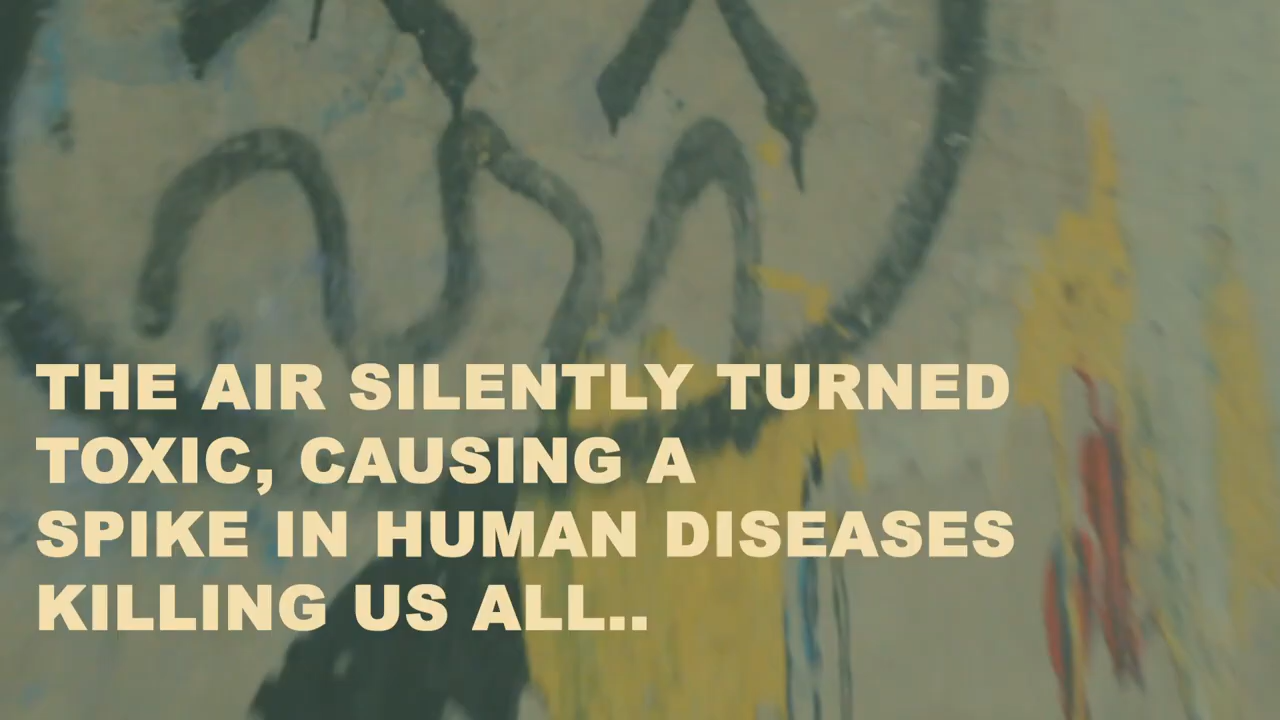 THE AIR SILENTLY TURNED
TOXIC, CAUSING A
SPIKE IN HUMAN DISEASES
KILLING US ALL..